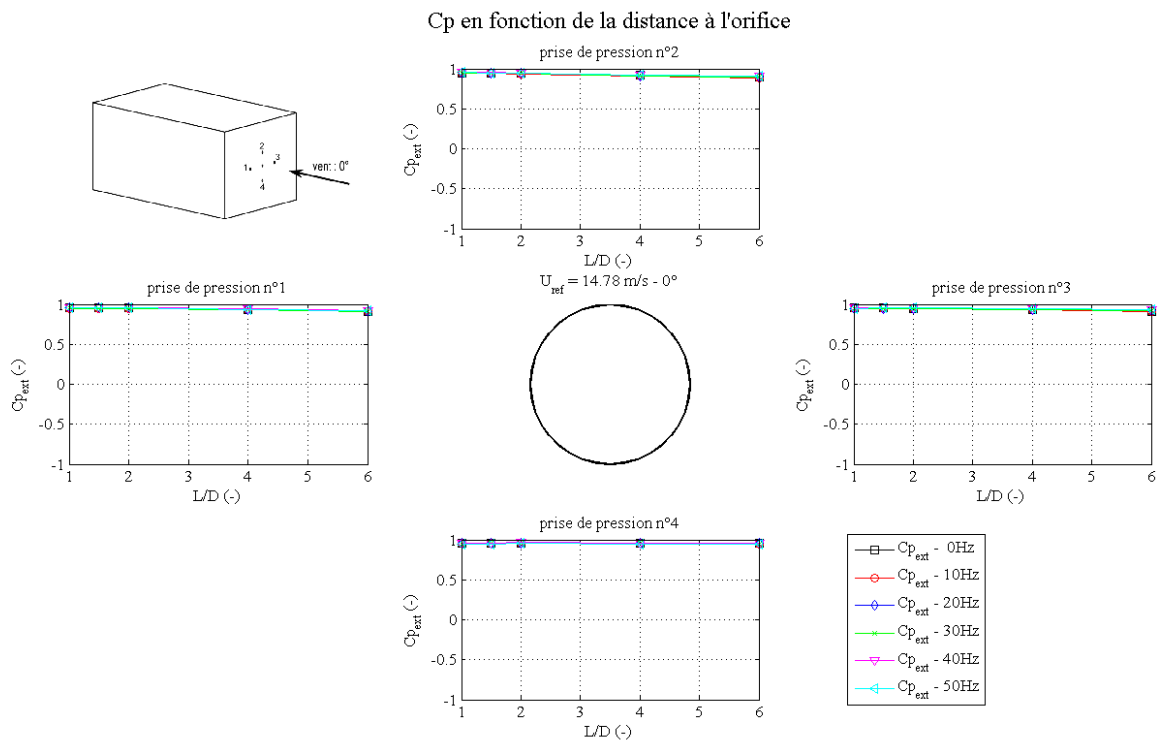 Cp en fonction de la distance à l'orifice
prise de pression n°2
1
0.5
0
-0.5
-1
Cp_ext (-)
1 2 3 4 5 6
L/D (-)
2
1 3
4
vent : 0°
U_ref = 14.78 m/s - 0°
prise de pression n°1
1
0.5
0
-0.5
-1
Cp_ext (-)
1 2 3 4 5 6
L/D (-)
prise de pression n°3
1
0.5
0
-0.5
-1
Cp_ext (-)
1 2 3 4 5 6
L/D (-)
prise de pression n°4
1
0.5
0
-0.5
-1
Cp_ext (-)
1 2 3 4 5 6
L/D (-)
Cp_ext - 0Hz
Cp_ext - 10Hz
Cp_ext - 20Hz
Cp_ext - 30Hz
Cp_ext - 40Hz
Cp_ext - 50Hz